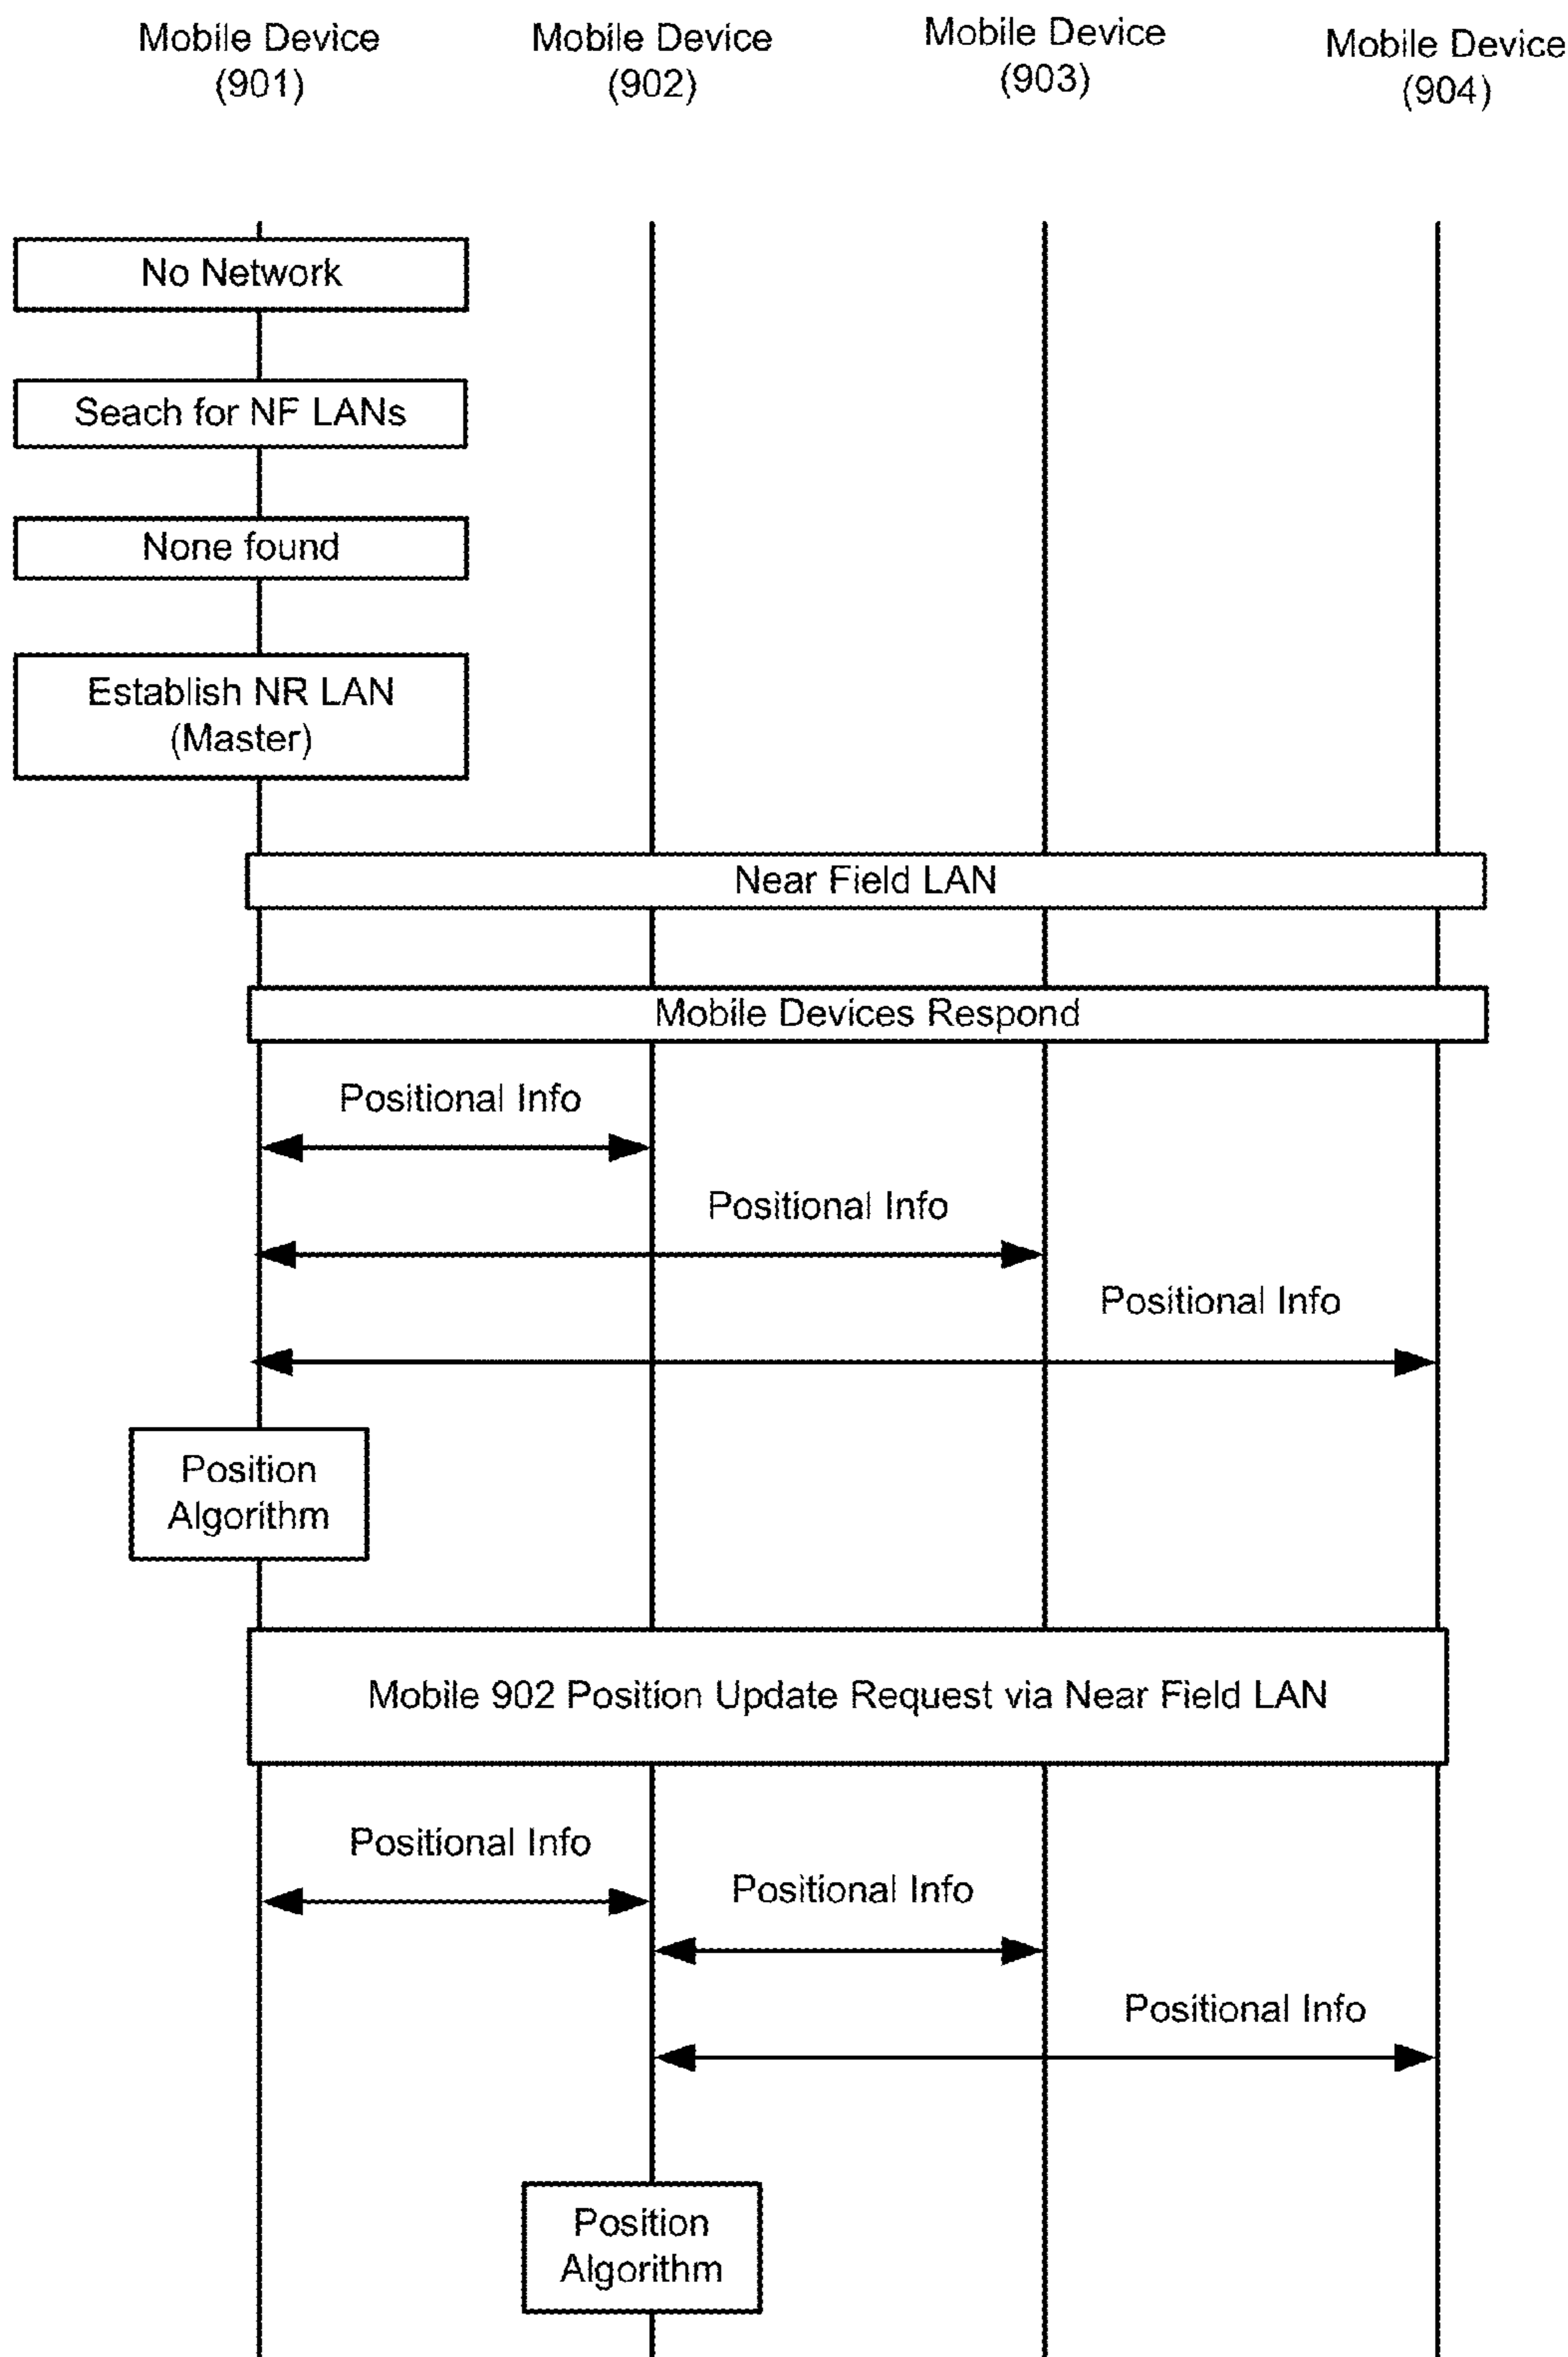 Mobile Device
(901)
Mobile Device
(902)
Mobile Device
(903)
Mobile Device
(904)
No Network
Seach for NF LANs
None found
Establish NR LAN
(Master)
Near Field LAN
Mobile Devices Respond
Positional Info
Positional Info
Positional Info
Position
Algorithm
Mobile 902 Position Update Request via Near Field LAN
Positional Info
Positional Info
Positional Info
Position
Algorithm